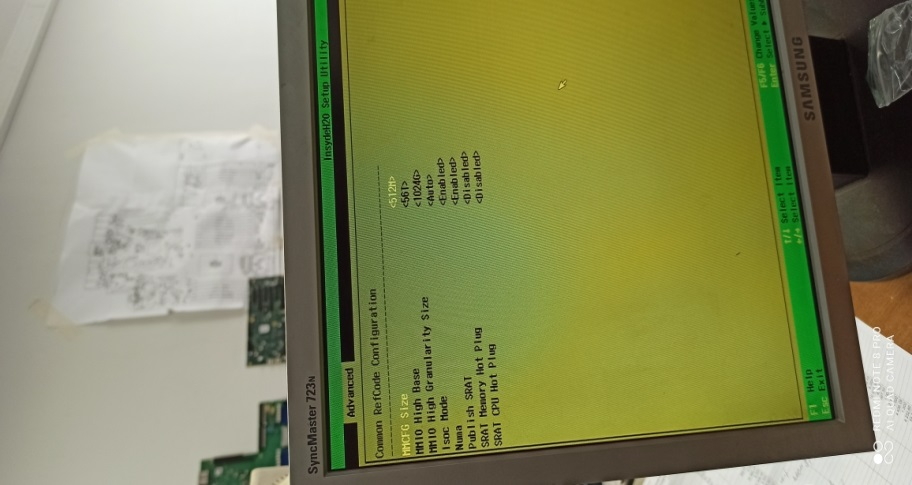 SyncMaster 723N
InsydeH2O Setup Utility
Advanced
Common RefCode Configuration
MMCFG Size <512M>
MMIO High Base <56T>
MMIO High Granularity Size <1024G>
Isoc Mode <Auto>
Numa <Enabled>
Publish SRAT <Enabled>
SRAT Memory Hot Plug <Disabled>
SRAT CPU Hot Plug <Disabled>
F1 Help ↑/↓ Select Item F5/F6 Change
Esc Exit Select Item Enter Select
SAMSUNG
REDMI NOTE 8 PRO
AI QUAD CAMERA